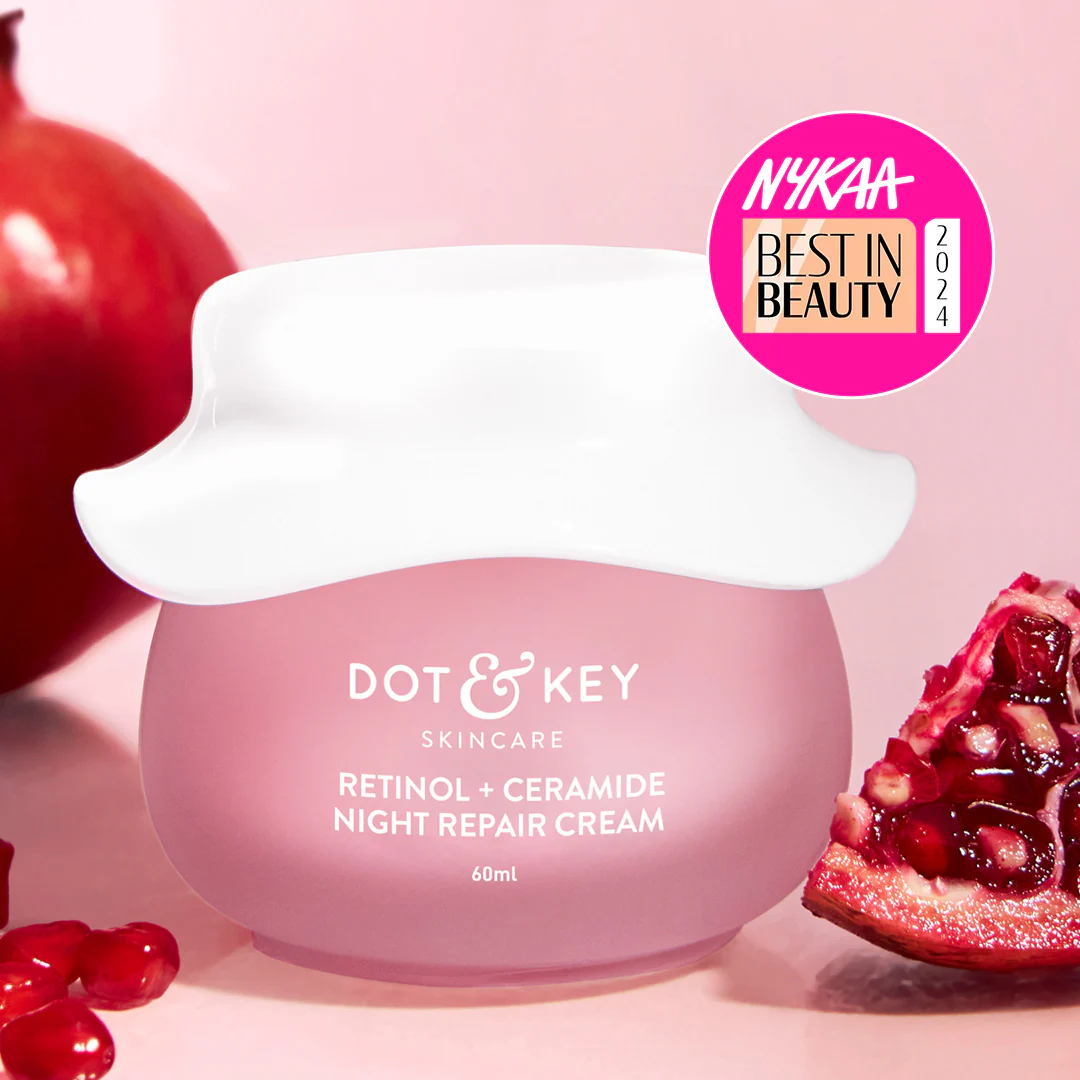 NYKAA
BEST IN
BEAUTY
2024
DOT & KEY
SKINCARE
RETINOL + CERAMIDE
NIGHT REPAIR CREAM
60ml